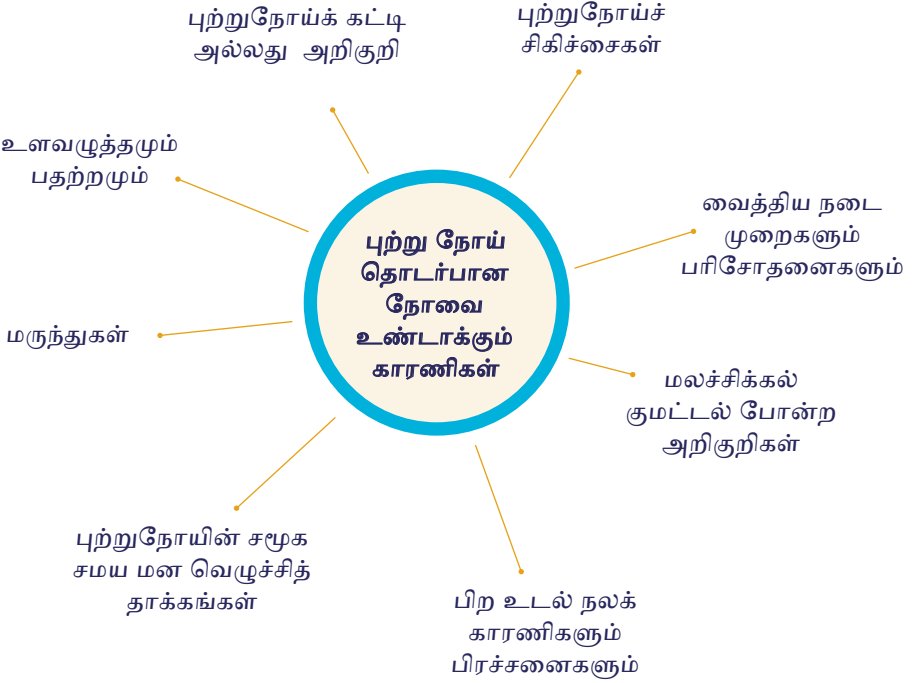 புற்றுநோய்க் கட்டி
அல்லது அறிகுறி
புற்றுநோய்ச்
சிகிச்சைகள்
உளவழுத்தமும்
பதற்றமும்
வைத்திய நடை
முறைகளும்
பரிசோதனைகளும்
புற்று நோய்
தொடர்பான
நோவை
உண்டாக்கும்
காரணிகள்
மருந்துகள்
மலச்சிக்கல்
குமட்டல் போன்ற
அறிகுறிகள்
புற்றுநோயின் சமூக
சமய மன வெழுச்சித்
தாக்கங்கள்
பிற உடல் நலக்
காரணிகளும்
பிரச்சனைகளும்